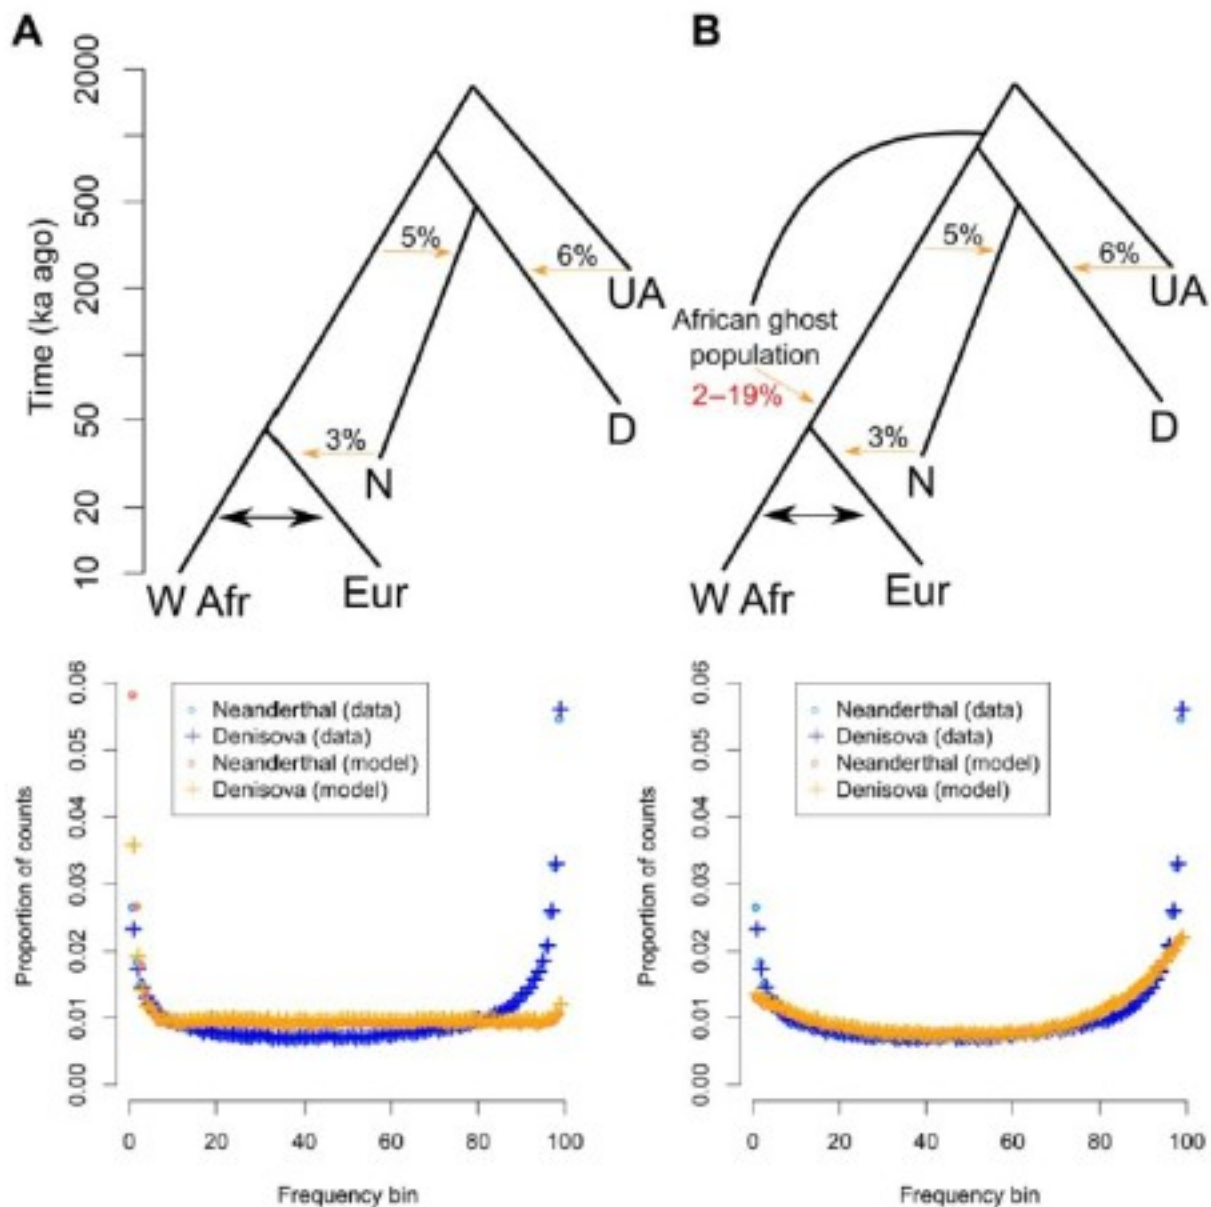 A
B
Time (ka ago)
2000
500
200
50
20
10
5%
6%
UA
3%
N
D
W Afr
Eur
5%
6%
UA
African ghost
population
2–19%
3%
N
D
W Afr
Eur
Proportion of counts
0.06
0.05
0.04
0.03
0.02
0.01
0.00
Neanderthal (data)
Denisova (data)
Neanderthal (model)
Denisova (model)
0 20 40 60 80 100
Frequency bin
Proportion of counts
0.06
0.05
0.04
0.03
0.02
0.01
0.00
Neanderthal (data)
Denisova (data)
Neanderthal (model)
Denisova (model)
0 20 40 60 80 100
Frequency bin